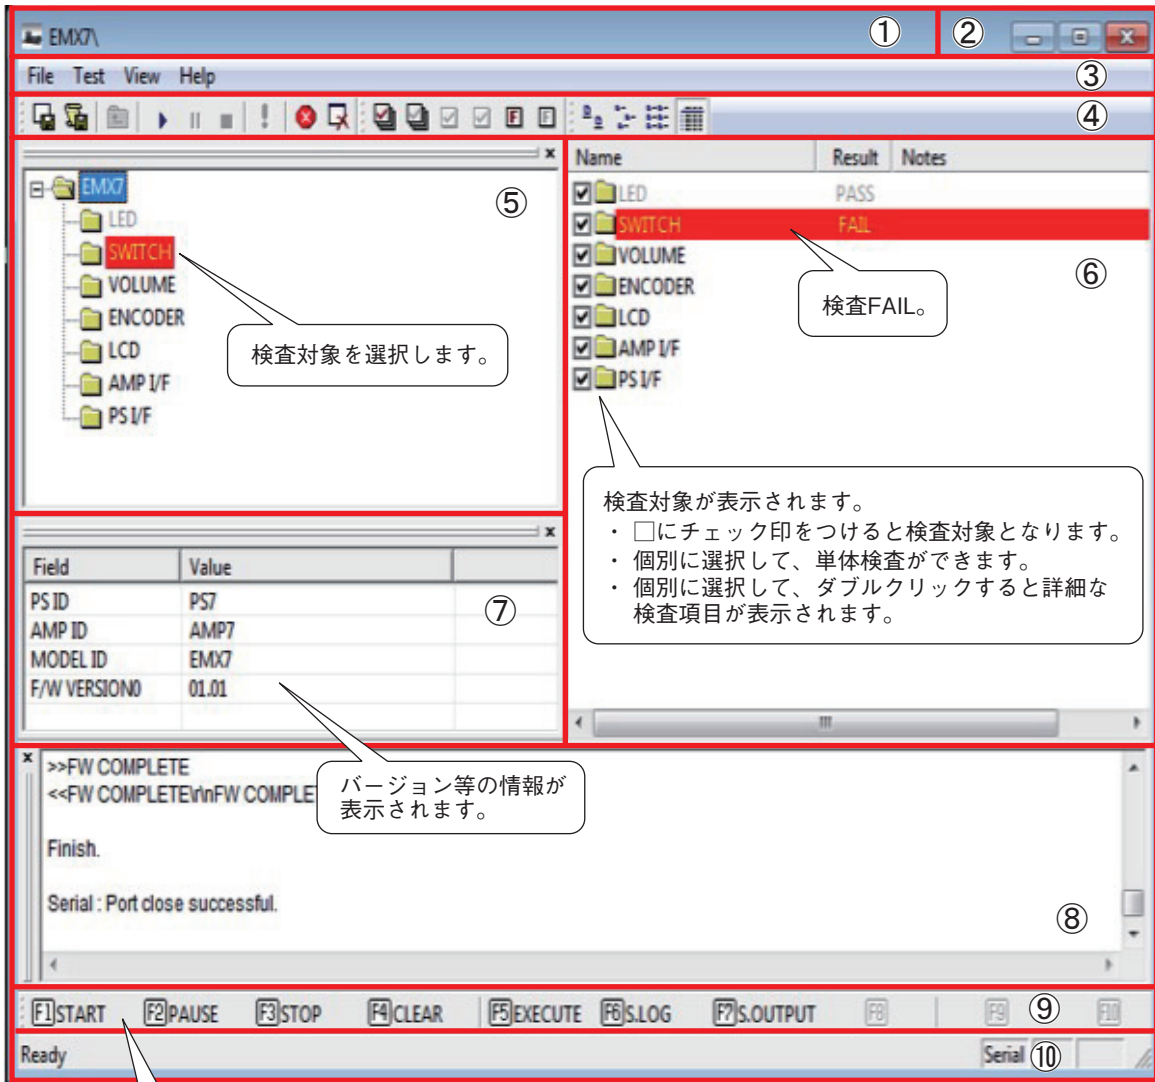 EMX7\
①
②
File Test View Help
③
④
⑤
EMX7
LED
SWITCH
VOLUME
ENCODER
LCD
AMP I/F
PS I/F
検査対象を選択します。
Name Result Notes
LED PASS
SWITCH FAIL
VOLUME
ENCODER
LCD
AMP I/F
PS I/F
⑥
検査FAIL。
検査対象が表示されます。
・ □にチェック印をつけると検査対象となります。
・ 個別に選択して、単体検査ができます。
・ 個別に選択して、ダブルクリックすると詳細な
検査項目が表示されます。
Field Value
PS ID PS7
AMP ID AMP7
MODEL ID EMX7
F/W VERSION0 01.01
⑦
バージョン等の情報が
表示されます。
>>FW COMPLETE
<<FW COMPLETE\r\nFW COMPLE
Finish.
Serial : Port close successful.
⑧
F1 START F2 PAUSE F3 STOP F4 CLEAR F5 EXECUTE F6 S.LOG F7 S.OUTPUT F8 F9 F10
⑨
Ready Serial
⑩